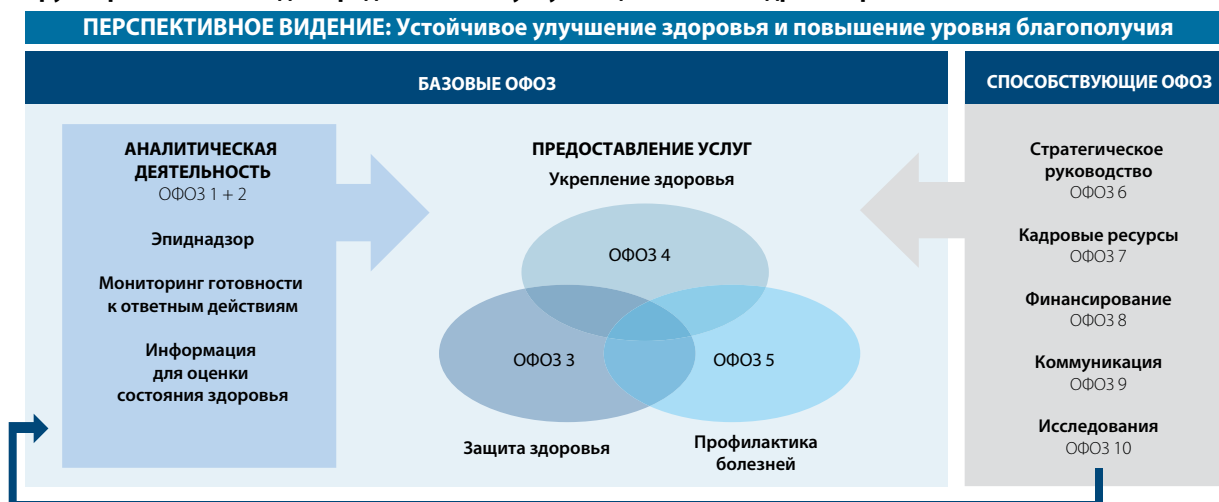 ПЕРСПЕКТИВНОЕ ВИДЕНИЕ: Устойчивое улучшение здоровья и повышение уровня благополучия
БАЗОВЫЕ ОФОЗ
СПОСОБСТВУЮЩИЕ ОФОЗ
АНАЛИТИЧЕСКАЯ
ДЕЯТЕЛЬНОСТЬ
ОФОЗ 1 + 2
Эпиднадзор
Мониторинг готовности
к ответным действиям
Информация
для оценки
состояния здоровья
ПРЕДОСТАВЛЕНИЕ УСЛУГ
Укрепление здоровья
ОФОЗ 4
ОФОЗ 3
ОФОЗ 5
Защита здоровья
Профилактика
болезней
Стратегическое
руководство
ОФОЗ 6
Кадровые ресурсы
ОФОЗ 7
Финансирование
ОФОЗ 8
Коммуникация
ОФОЗ 9
Исследования
ОФОЗ 10